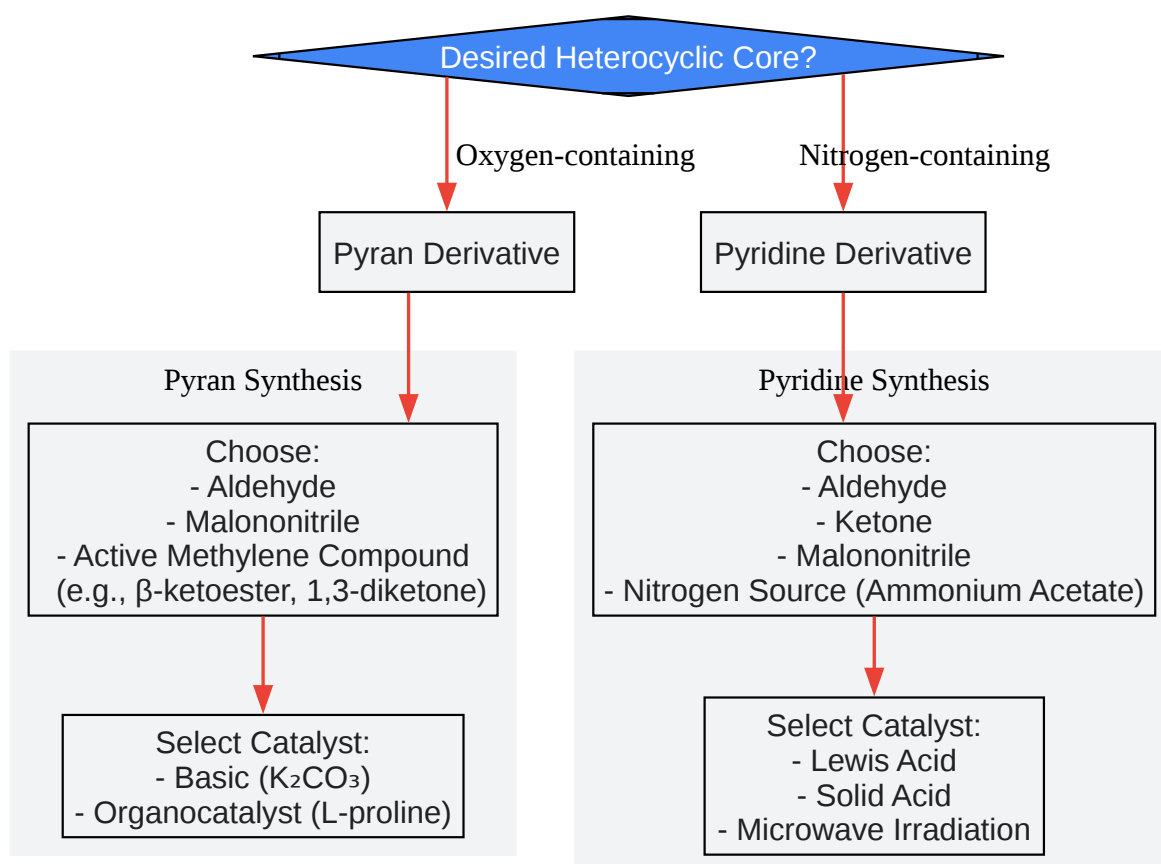 Desired Heterocyclic Core?
Oxygen-containing
Nitrogen-containing
Pyran Derivative
Pyridine Derivative
Pyran Synthesis
Choose:
- Aldehyde
- Malononitrile
- Active Methylene Compound
(e.g., β-ketoester, 1,3-diketone)
Select Catalyst:
- Basic (K₂CO₃)
- Organocatalyst (L-proline)
Pyridine Synthesis
Choose:
- Aldehyde
- Ketone
- Malononitrile
- Nitrogen Source (Ammonium Acetate)
Select Catalyst:
- Lewis Acid
- Solid Acid
- Microwave Irradiation